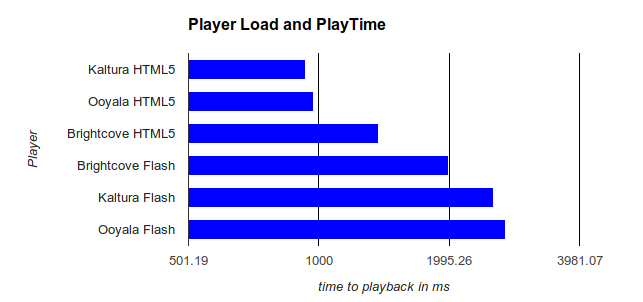 Player Load and PlayTime
Player
Kaltura HTML5
Ooyala HTML5
Brightcove HTML5
Brightcove Flash
Kaltura Flash
Ooyala Flash
501.19 1000 1995.26 3981.07
time to playback in ms